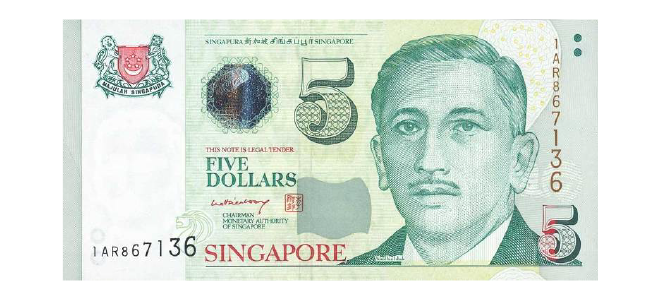 SINGAPURA 新加坡 சிங்கப்பூர் SINGAPORE
MAJULAH SINGAPURA
5
THIS NOTE IS LEGAL TENDER
FIVE
DOLLARS
CHAIRMAN
MONETARY AUTHORITY
OF SINGAPORE
1AR867136
SINGAPORE
1AR867136
5